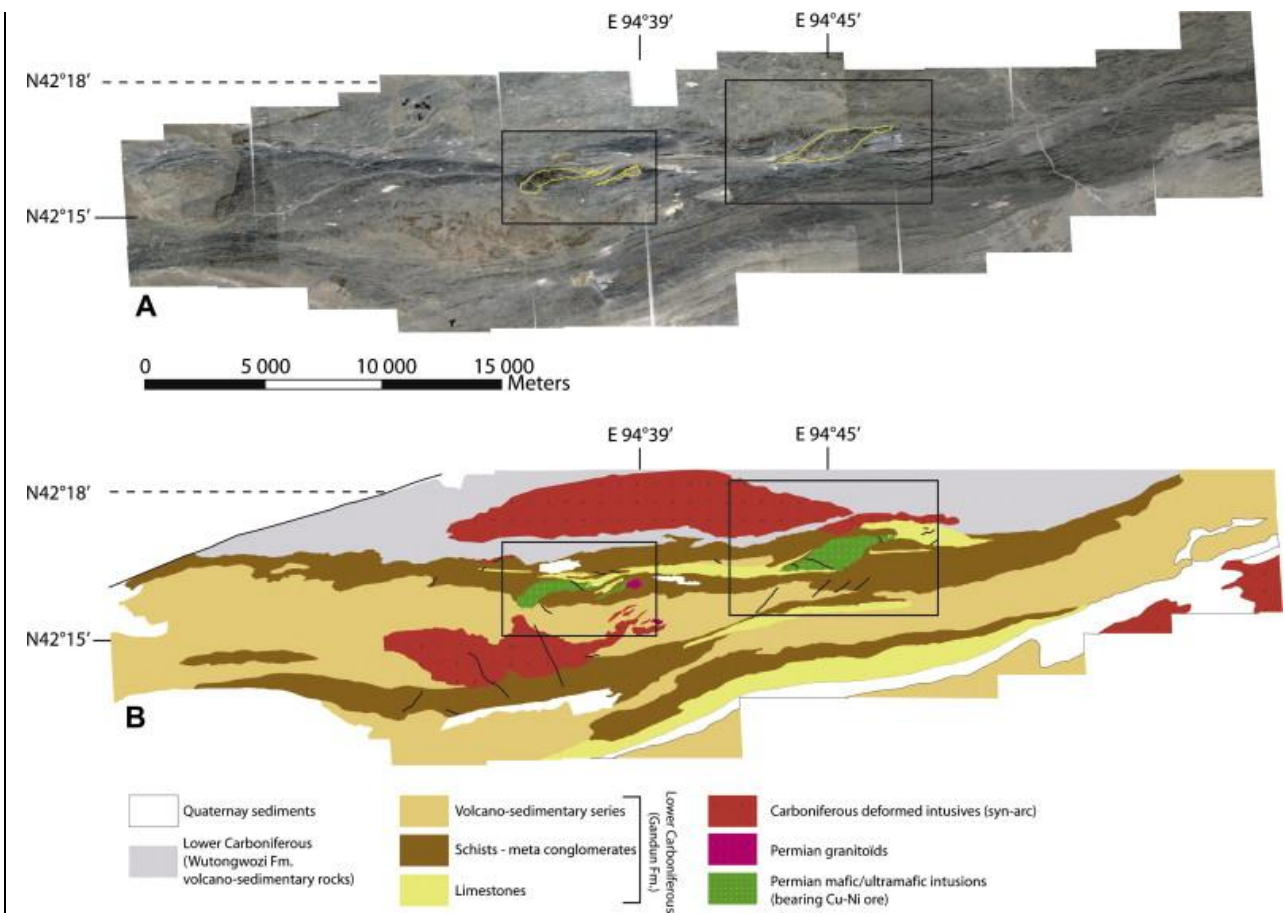 E 94°39′ E 94°45′
N42°18′
N42°15′
A
0 5 000 10 000 15 000
Meters
E 94°39′ E 94°45′
N42°18′
N42°15′
B
Quaternay sediments
Lower Carboniferous
(Wutongwozi Fm.
volcano-sedimentary rocks)
Volcano-sedimentary series
Schists - meta conglomerates
Limestones
Lower Carboniferous
(Gandun Fm.)
Carboniferous deformed intusives (syn-arc)
Permian granitoïds
Permian mafic/ultramafic intusions
(bearing Cu-Ni ore)